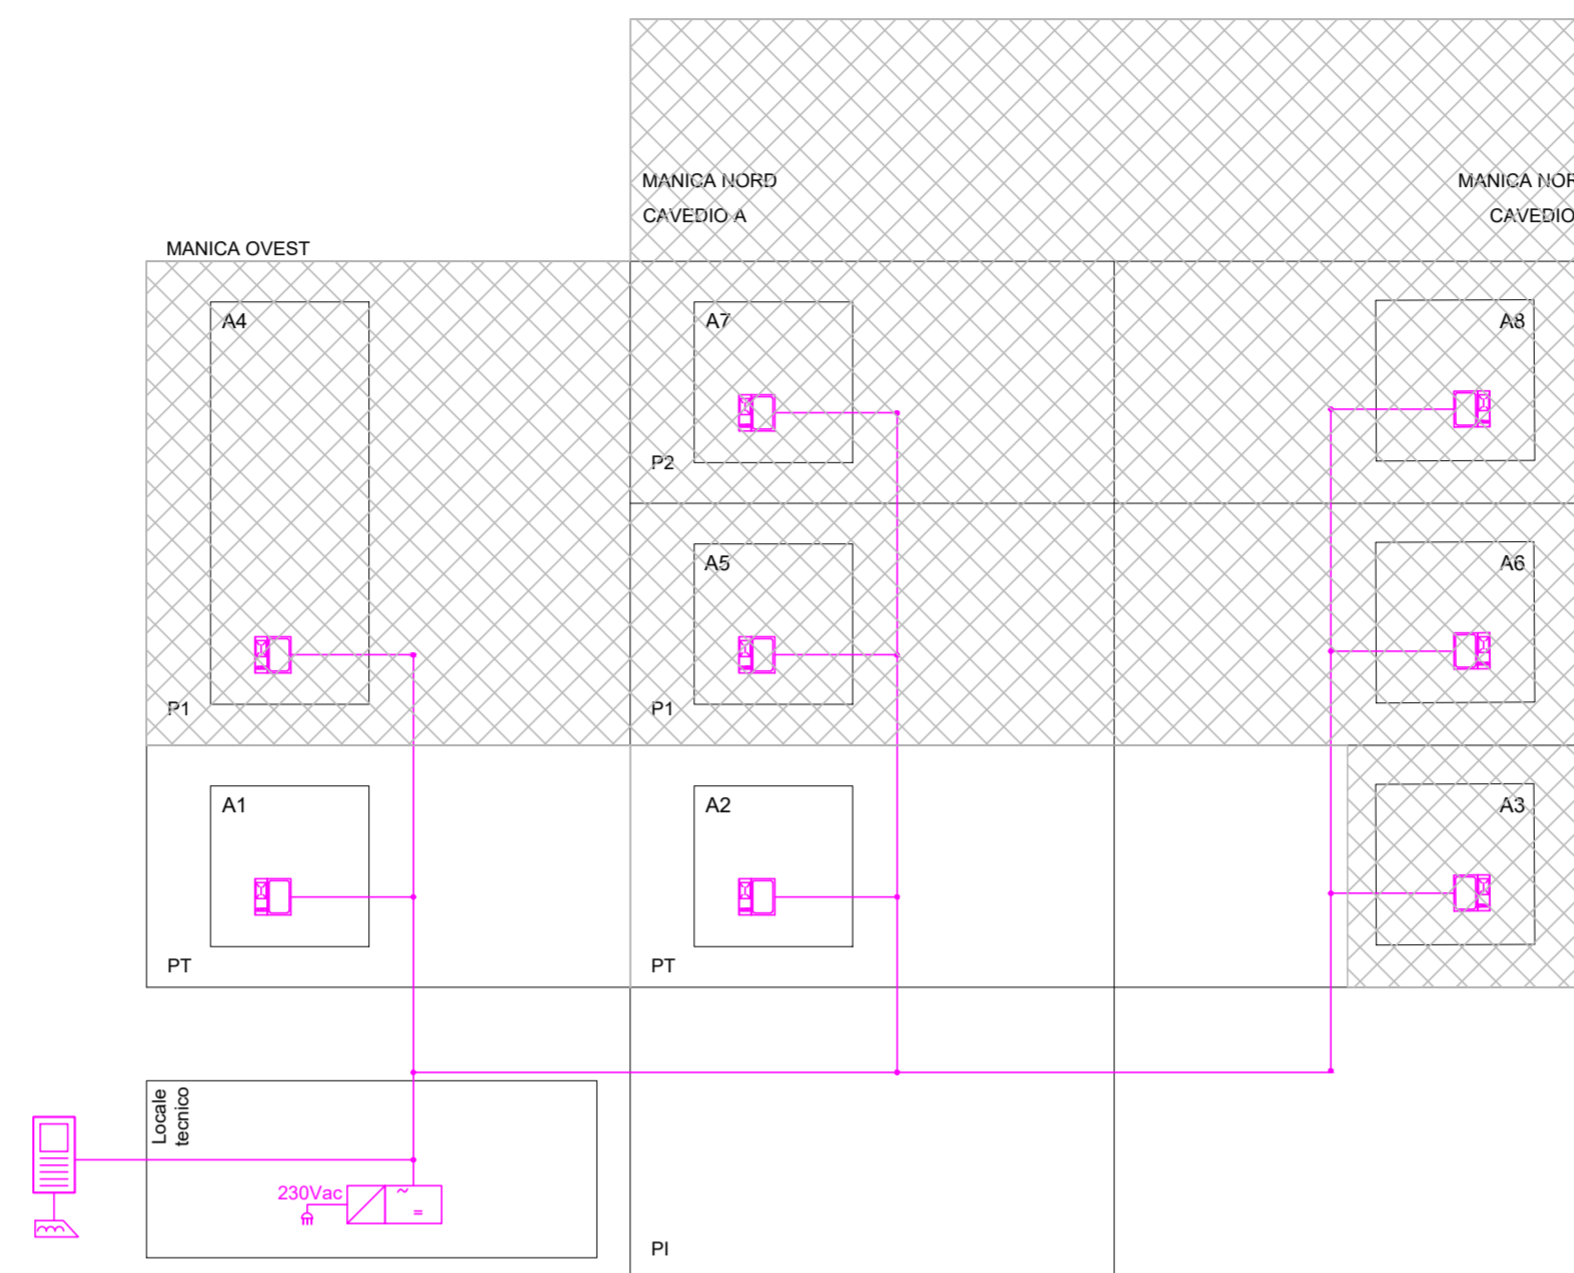 MANICA NORD
MANICA NOR
CAVEDIO A
CAVEDIO
MANICA OVEST
A4
A7
A8
P2
A5
A6
P1
P1
A1
A2
A3
PT
PT
Locale
tecnico
230Vac
~
=
PI